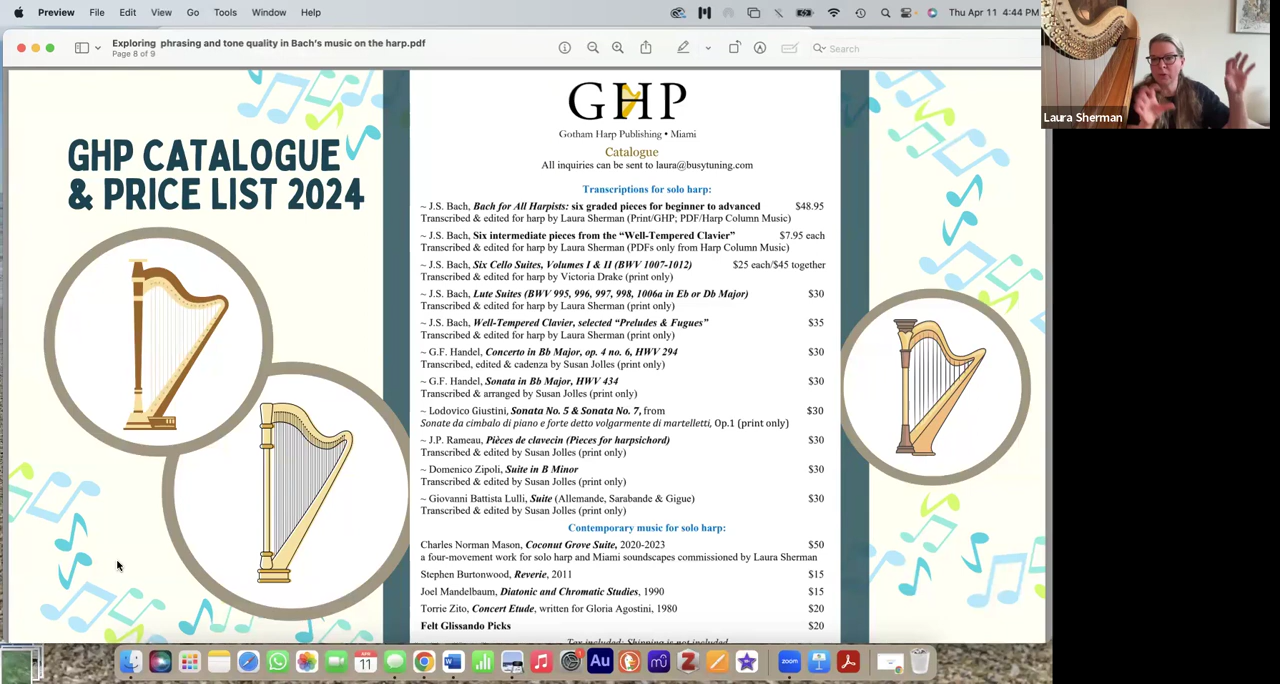 Preview File Edit View Go Tools Window Help
Thu Apr 11 4:44 PM
Exploring phrasing and tone quality in Bach's music on the harp.pdf
Page 8 of 9
Search
Laura Sherman
GHP CATALOGUE
& PRICE LIST 2024
GHP
Gotham Harp Publishing • Miami
Catalogue
All inquiries can be sent to laura@busytuning.com
Transcriptions for solo harp:
~ J.S. Bach, Bach for All Harpists: six graded pieces for beginner to advanced $48.95
Transcribed & edited for harp by Laura Sherman (Print/GHP; PDF/Harp Column Music)
~ J.S. Bach, Six intermediate pieces from the “Well-Tempered Clavier” $7.95 each
Transcribed & edited for harp by Laura Sherman (PDFs only from Harp Column Music)
~ J.S. Bach, Six Cello Suites, Volumes I & II (BWV 1007-1012) $25 each/$45 together
Transcribed & edited for harp by Victoria Drake (print only)
~ J.S. Bach, Lute Suites (BWV 995, 996, 997, 998, 1006a in Eb or Db Major) $30
Transcribed & edited for harp by Laura Sherman (print only)
~ J.S. Bach, Well-Tempered Clavier, selected “Preludes & Fugues” $35
Transcribed & edited for harp by Laura Sherman (print only)
~ G.F. Handel, Concerto in Bb Major, op. 4 no. 6, HWV 294 $30
Transcribed, edited & cadenza by Susan Jolles (print only)
~ G.F. Handel, Sonata in Bb Major, HWV 434 $30
Transcribed & arranged by Susan Jolles (print only)
~ Lodovico Giustini, Sonata No. 5 & Sonata No. 7, from $30
Sonate da cimbalo di piano e forte detto volgarmente di martelletti, Op.1 (print only)
~ J.P. Rameau, Pièces de clavecin (Pieces for harpsichord) $30
Transcribed & edited by Susan Jolles (print only)
~ Domenico Zipoli, Suite in B Minor $30
Transcribed & edited by Susan Jolles (print only)
~ Giovanni Battista Lulli, Suite (Allemande, Sarabande & Gigue) $30
Transcribed & edited by Susan Jolles (print only)
Contemporary music for solo harp:
Charles Norman Mason, Coconut Grove Suite, 2020-2023 $50
a four-movement work for solo harp and Miami soundscapes commissioned by Laura Sherman
Stephen Burtonwood, Reverie, 2011 $15
Joel Mandelbaum, Diatonic and Chromatic Studies, 1990 $15
Torrie Zito, Concert Etude, written for Gloria Agostini, 1980 $20
Felt Glissando Picks $20
Tax included; Shipping is not included
APR
11
Au
zoom